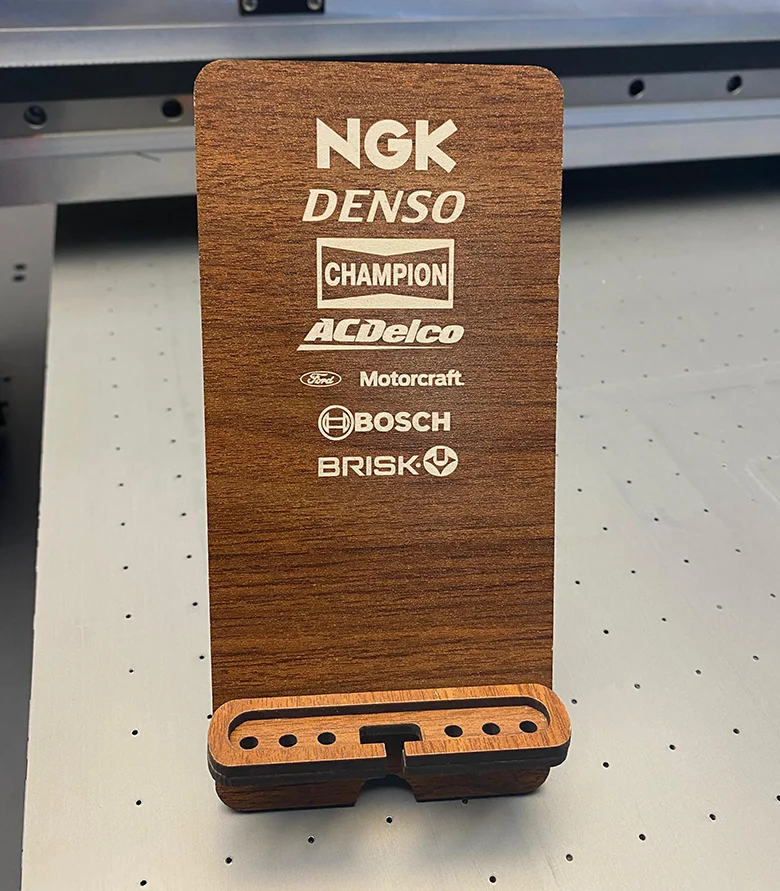 NGK
DENSO
CHAMPION
ACDelco
Ford Motorcraft
BOSCH
BRISK